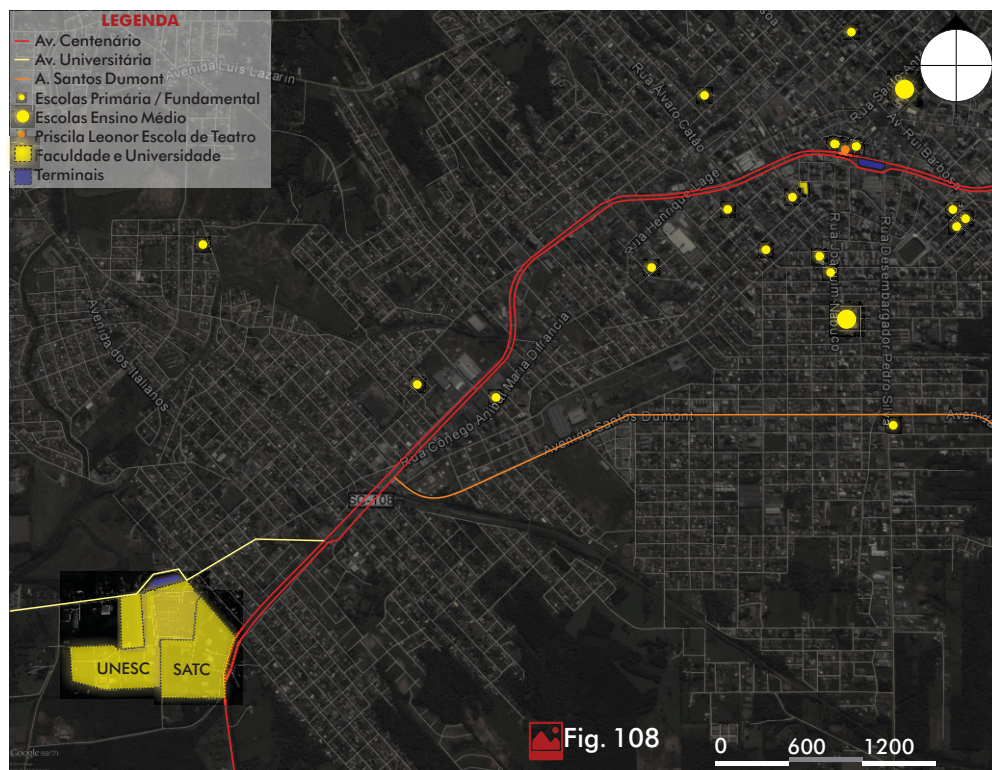 LEGENDA
Av. Centenário
Av. Universitária
A. Santos Dumont
Escolas Primária / Fundamental
Escolas Ensino Médio
Priscila Leonor Escola de Teatro
Faculdade e Universidade
Terminais
Avenida Luís Lazarin
Rua Álvaro Catão
Av. Rui Barbosa
Rua Henrique Lage
Rua Joaquim Nabuco
Rua Desembargador Pedro Silva
Avenida dos Italianos
Rua Cônego Aníbal Maria Difrancia
Avenida Santos Dumont
SC-108
UNESC
SATC
Google earth
Fig. 108
0 600 1200